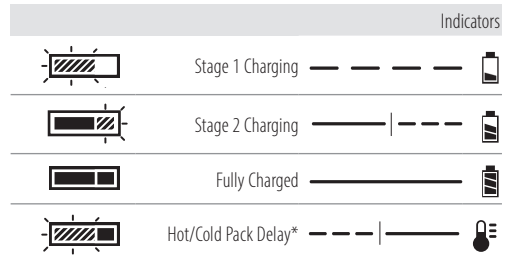 Indicators
Stage 1 Charging
Stage 2 Charging
Fully Charged
Hot/Cold Pack Delay*